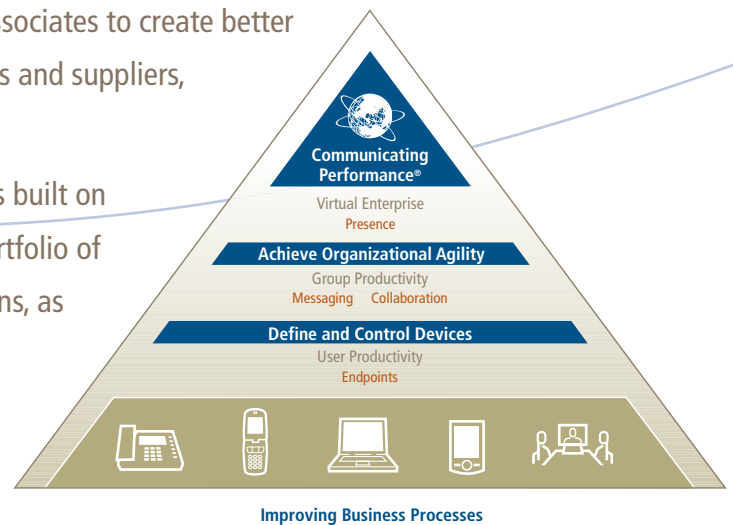 ssociates to create better
s and suppliers,
s built on
rtfolio of
ns, as
Communicating
Performance®
Virtual Enterprise
Presence
Achieve Organizational Agility
Group Productivity
Messaging Collaboration
Define and Control Devices
User Productivity
Endpoints
Improving Business Processes